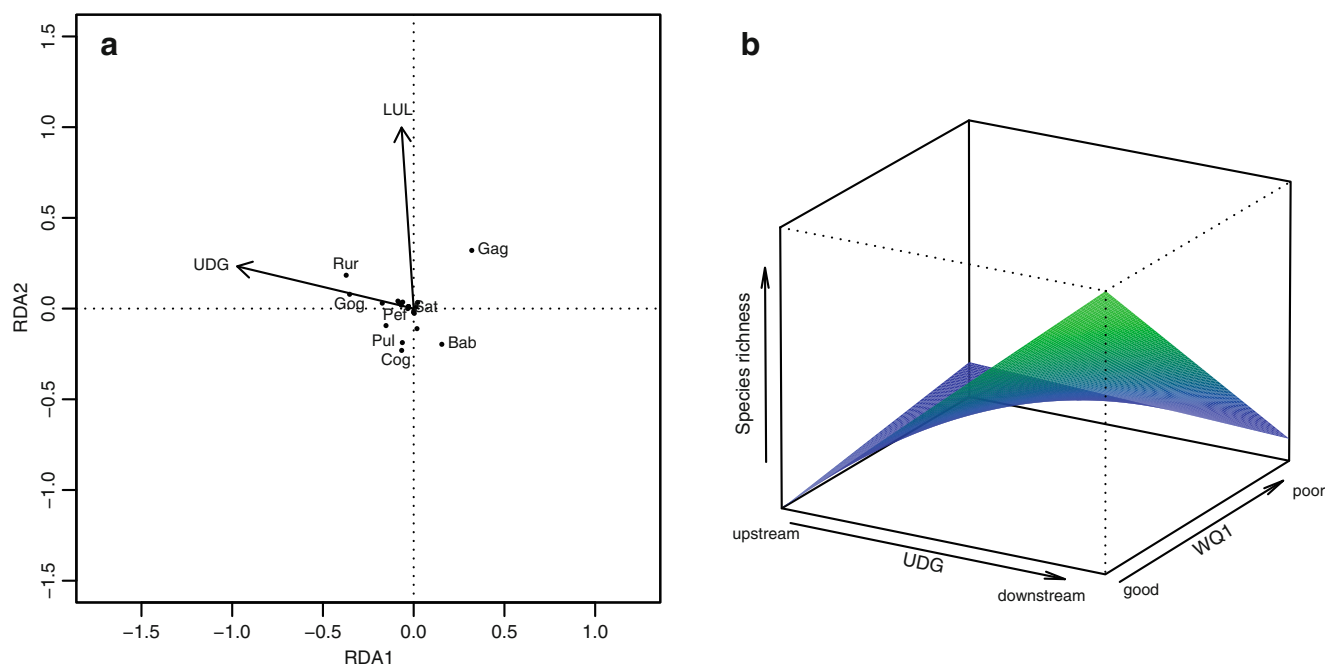 a
1.5
1.0
0.5
0.0
−0.5
−1.0
−1.5
RDA2
LUL
UDG
Rur
Gog
Gag
Pef
Sat
Pul
Cog
Bab
−1.5
−1.0
−0.5
0.0
0.5
1.0
RDA1
b
Species richness
upstream
UDG
downstream
good
WQ1
poor